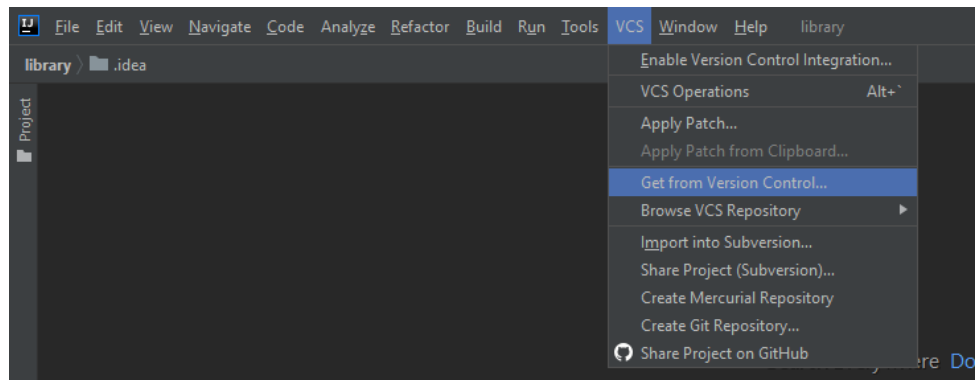 IJ File Edit View Navigate Code Analyze Refactor Build Run Tools VCS Window Help library
library .idea
Project
Enable Version Control Integration...
VCS Operations Alt+`
Apply Patch...
Apply Patch from Clipboard...
Get from Version Control...
Browse VCS Repository
Import into Subversion...
Share Project (Subversion)...
Create Mercurial Repository
Create Git Repository...
Share Project on GitHub
Do